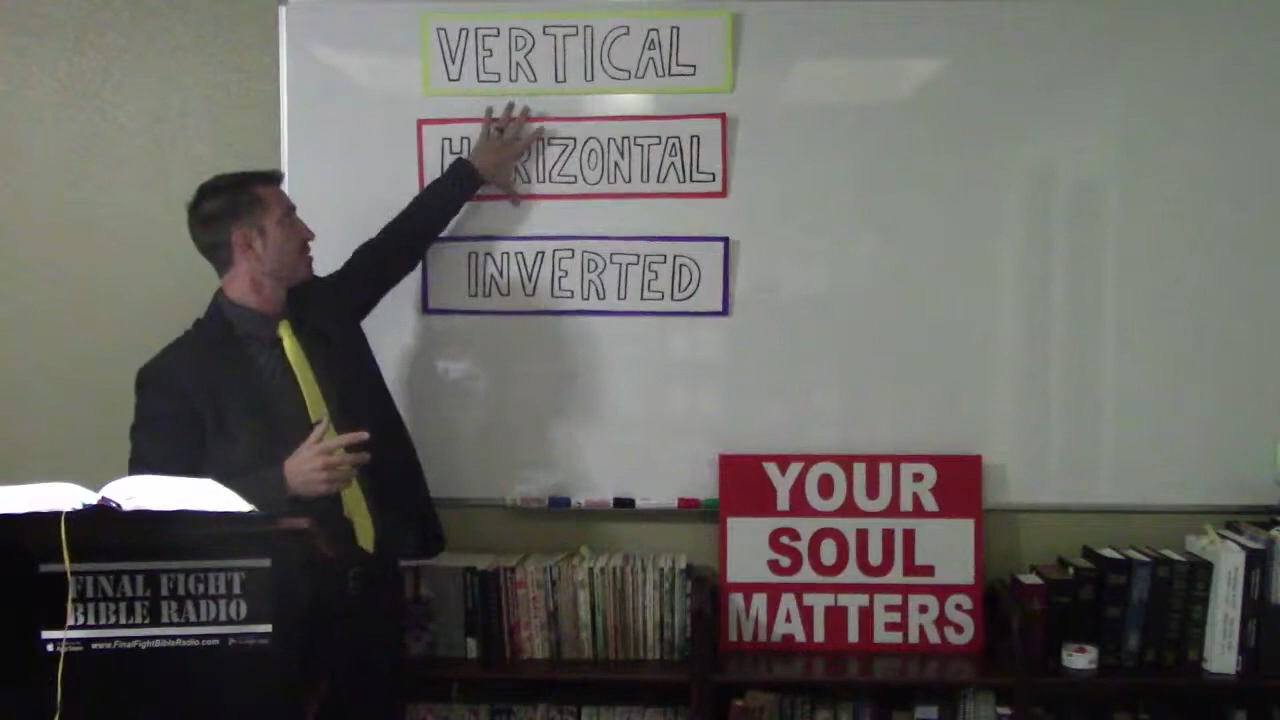 VERTICAL
HORIZONTAL
INVERTED
YOUR
SOUL
MATTERS
FINAL FIGHT
BIBLE RADIO
www.FinalFightBibleRadio.com